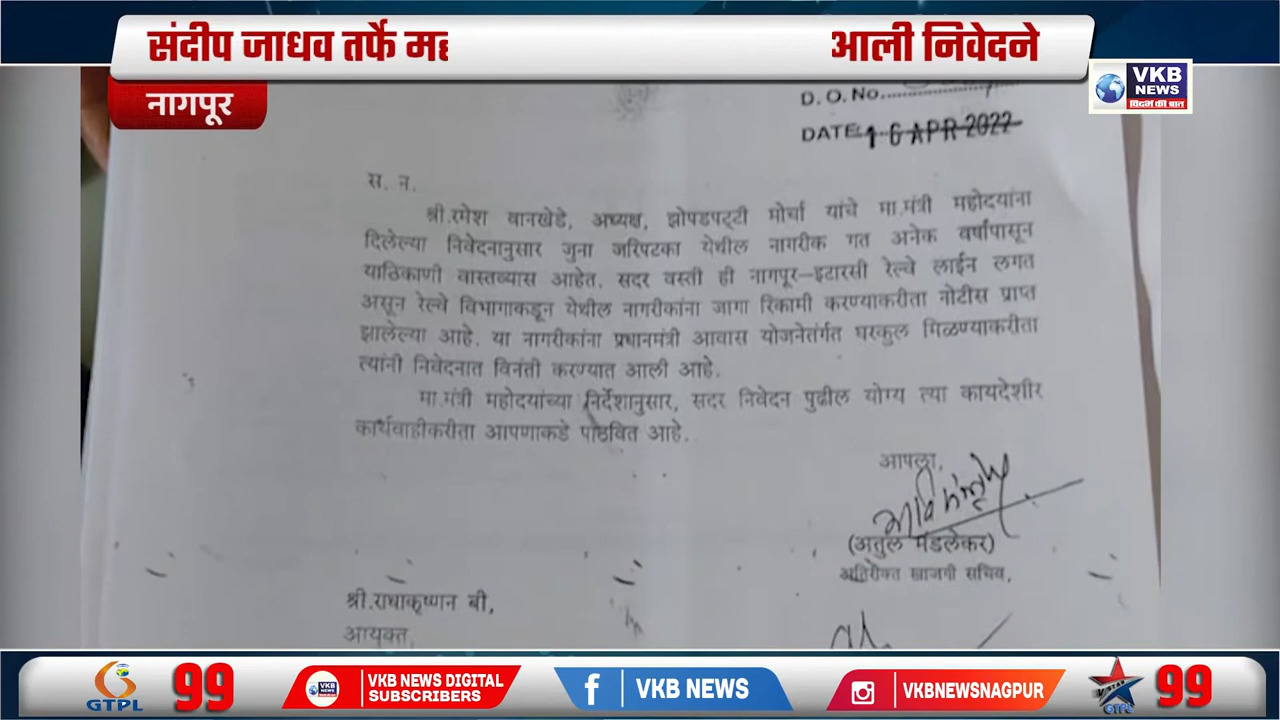 संदीप जाधव तर्फे
आली निवेदने
नागपूर
VKB
NEWS
विदर्भ की बात
D. O. No.
DATE 16 APR 2022
स. न.
श्री.रमेश वानखेडे, अध्यक्ष, झोपडपट्टी मोर्चा यांचे मा.मंत्री महोदयांना
दिलेल्या निवेदनानुसार जुना जरिपटका येथील नागरीक गत अनेक वर्षांपासून
याठिकाणी वास्तव्यास आहेत. सदर वस्ती ही नागपूर–इटारसी रेल्वे लाईन लगत
असून रेल्वे विभागाकडून येथील नागरीकांना जागा रिकामी करण्याकरीता नोटीस प्राप्त
झालेल्या आहे. या नागरीकांना प्रधानमंत्री आवास योजनेतंर्गत घरकुल मिळण्याकरीता
त्यांनी निवेदनात विनंती करण्यात आली आहे.
मा.मंत्री महोदयांच्या निर्देशानुसार, सदर निवेदन पुढील योग्य त्या कायदेशीर
कार्यवाहीकरीता आपणाकडे पाठवित आहे.
आपला,
(अतुल मंडलेकर)
अतिरीक्त खाजगी सचिव,
श्री.राधाकृष्णन बी,
आयुक्त,
GTPL
99
VKB NEWS DIGITAL
SUBSCRIBERS
VKB NEWS
VKBNEWSNAGPUR
V STAR
GTPL
99